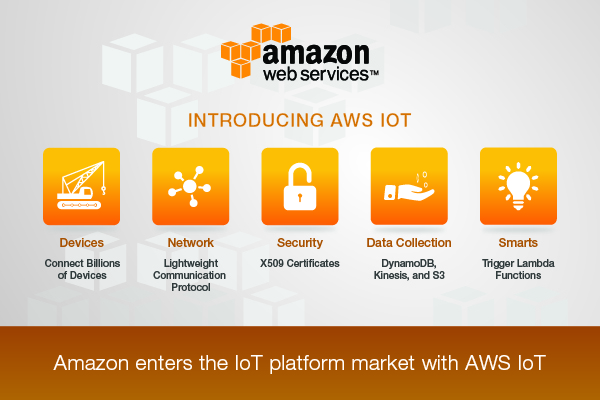 amazon
web services™
INTRODUCING AWS IOT
Devices
Connect Billions
of Devices
Network
Lightweight
Communication
Protocol
Security
X509 Certificates
Data Collection
DynamoDB,
Kinesis, and S3
Smarts
Trigger Lambda
Functions
Amazon enters the IoT platform market with AWS IoT